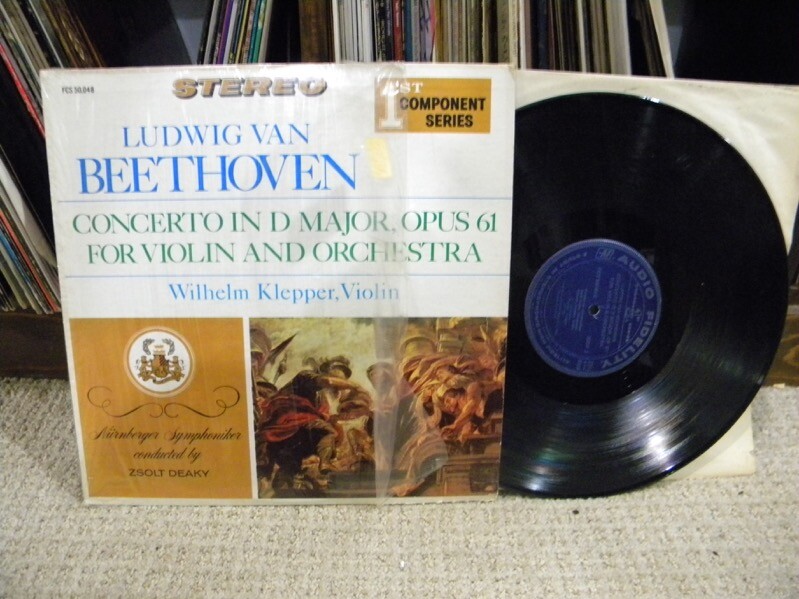 FCS 50,048
STEREO
1ST
COMPONENT
SERIES
LUDWIG VAN
BEETHOVEN
CONCERTO IN D MAJOR, OPUS 61
FOR VIOLIN AND ORCHESTRA
Wilhelm Klepper, Violin
Nürnberger Symphoniker
conducted by
ZSOLT DEAKY
AUDIO FIDELITY